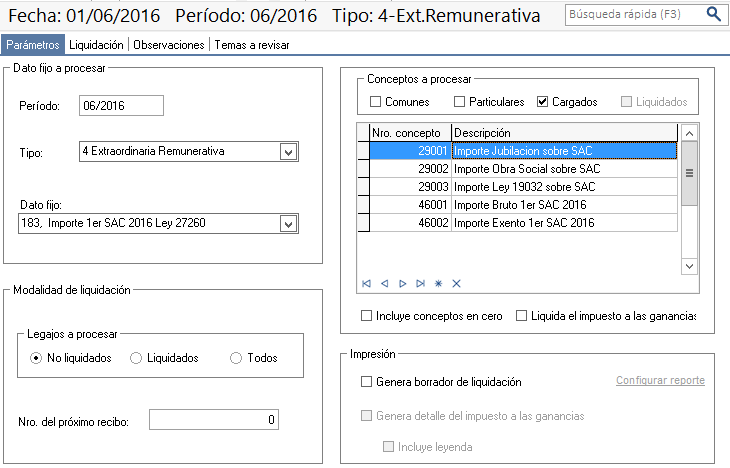 Fecha: 01/06/2016 Período: 06/2016 Tipo: 4-Ext.Remunerativa
Búsqueda rápida (F3)
Parámetros Liquidación Observaciones Temas a revisar
Dato fijo a procesar
Período: 06/2016
Tipo: 4 Extraordinaria Remunerativa
Dato fijo:
183, Importe 1er SAC 2016 Ley 27260
Modalidad de liquidación
Legajos a procesar
No liquidados Liquidados Todos
Nro. del próximo recibo: 0
Conceptos a procesar
Comunes Particulares Cargados Liquidados
Nro. concepto Descripción
29001 Importe Jubilacion sobre SAC
29002 Importe Obra Social sobre SAC
29003 Importe Ley 19032 sobre SAC
46001 Importe Bruto 1er SAC 2016
46002 Importe Exento 1er SAC 2016
Incluye conceptos en cero Liquida el impuesto a las ganancias
Impresión
Genera borrador de liquidación Configurar reporte
Genera detalle del impuesto a las ganancias
Incluye leyenda